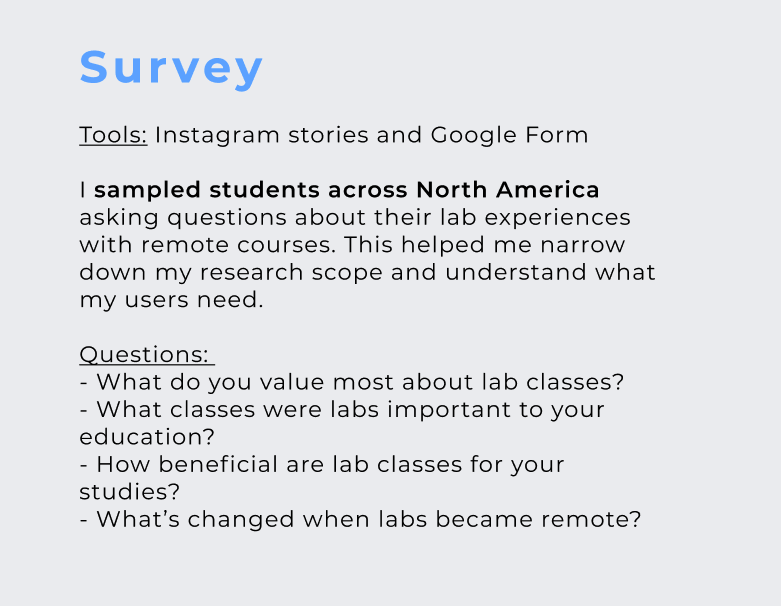 Survey
Tools: Instagram stories and Google Form
I sampled students across North America
asking questions about their lab experiences
with remote courses. This helped me narrow
down my research scope and understand what
my users need.
Questions:
- What do you value most about lab classes?
- What classes were labs important to your
education?
- How beneficial are lab classes for your
studies?
- What’s changed when labs became remote?